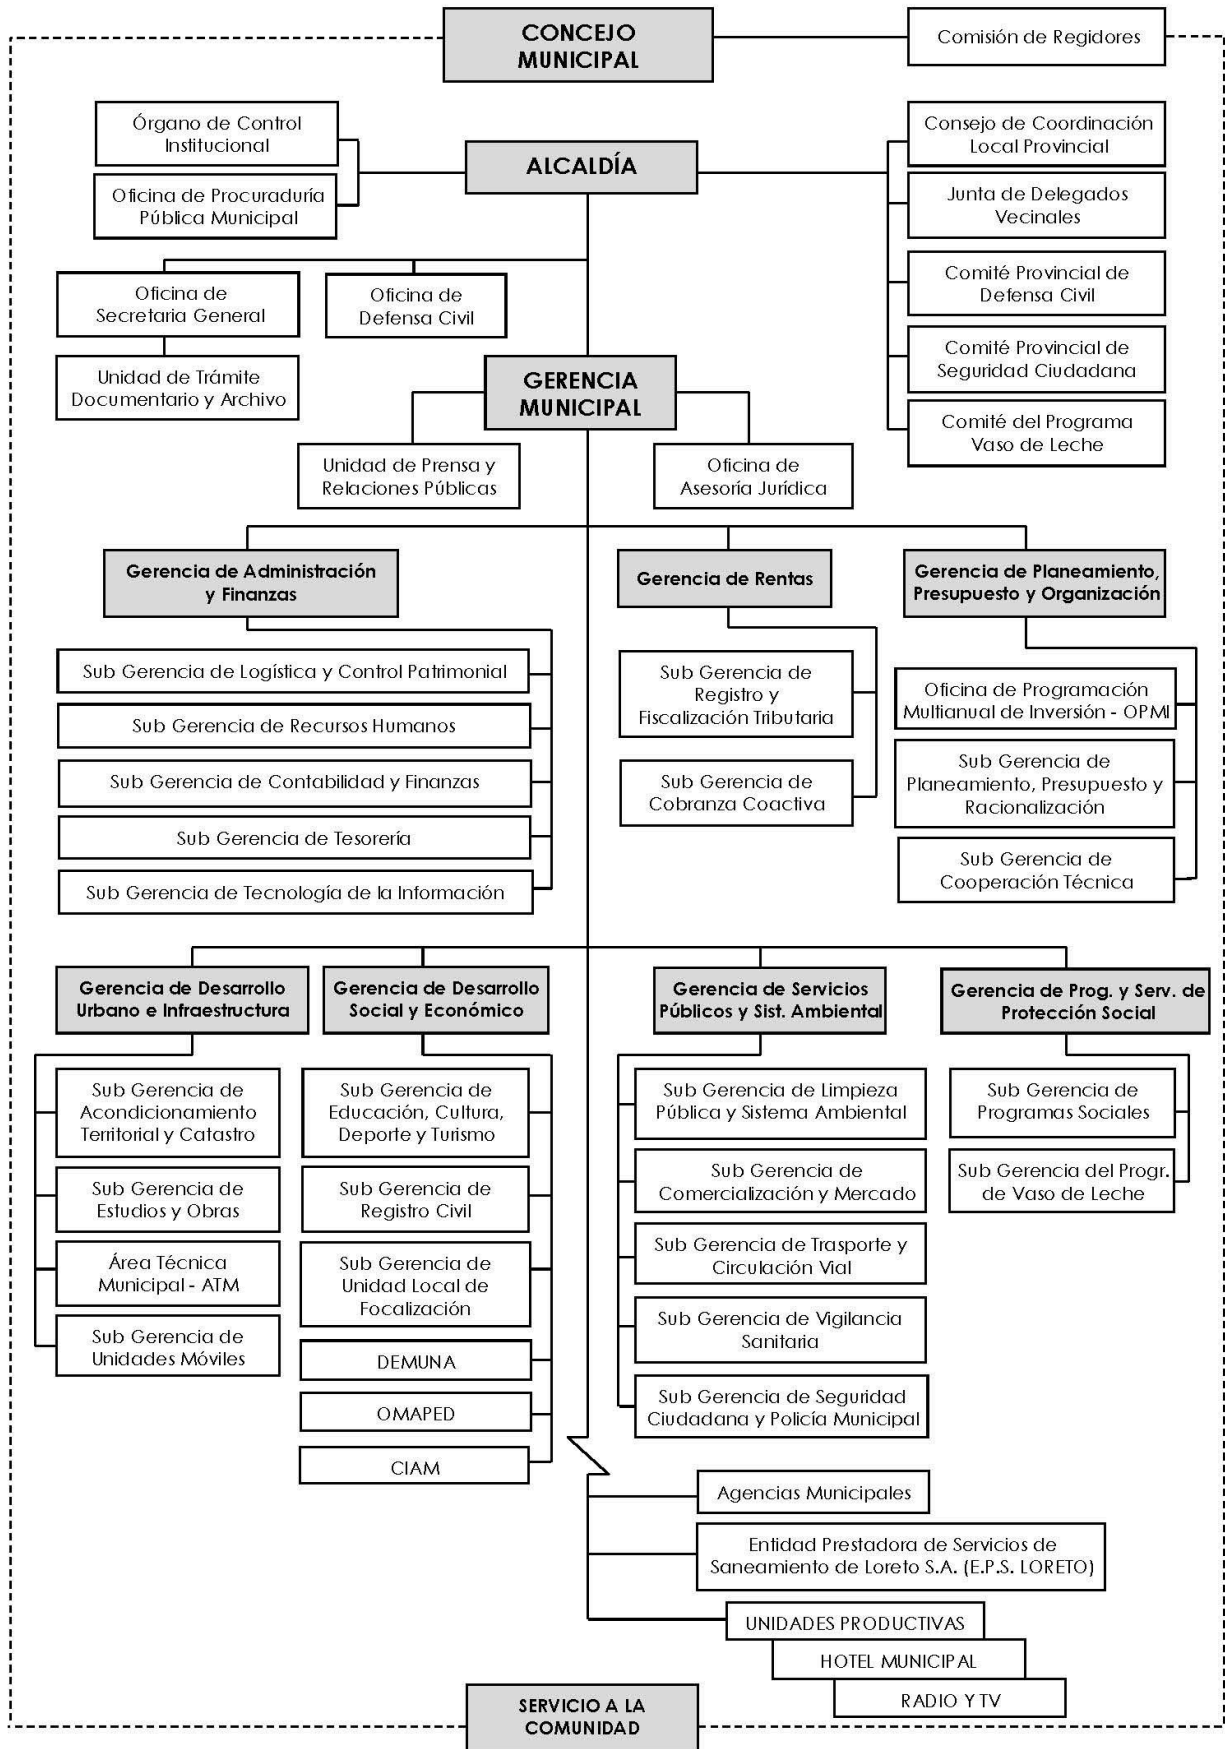 CONCEJO
MUNICIPAL
Comisión de Regidores
Órgano de Control
Institucional
Oficina de Procuraduría
Pública Municipal
ALCALDÍA
Consejo de Coordinación
Local Provincial
Junta de Delegados
Vecinales
Comité Provincial de
Defensa Civil
Comité Provincial de
Seguridad Ciudadana
Comité del Programa
Vaso de Leche
Oficina de
Secretaria General
Oficina de
Defensa Civil
Unidad de Trámite
Documentario y Archivo
GERENCIA
MUNICIPAL
Unidad de Prensa y
Relaciones Públicas
Oficina de
Asesoría Jurídica
Gerencia de Administración
y Finanzas
Gerencia de Rentas
Gerencia de Planeamiento,
Presupuesto y Organización
Sub Gerencia de Logística y Control Patrimonial
Sub Gerencia de Recursos Humanos
Sub Gerencia de Contabilidad y Finanzas
Sub Gerencia de Tesorería
Sub Gerencia de Tecnología de la Información
Sub Gerencia de
Registro y
Fiscalización Tributaria
Sub Gerencia de
Cobranza Coactiva
Oficina de Programación
Multianual de Inversión - OPMI
Sub Gerencia de
Planeamiento, Presupuesto y
Racionalización
Sub Gerencia de
Cooperación Técnica
Gerencia de Desarrollo
Urbano e Infraestructura
Gerencia de Desarrollo
Social y Económico
Gerencia de Servicios
Públicos y Sist. Ambiental
Gerencia de Prog. y Serv. de
Protección Social
Sub Gerencia de
Acondicionamiento
Territorial y Catastro
Sub Gerencia de
Estudios y Obras
Área Técnica
Municipal - ATM
Sub Gerencia de
Unidades Móviles
Sub Gerencia de
Educación, Cultura,
Deporte y Turismo
Sub Gerencia de
Registro Civil
Sub Gerencia de
Unidad Local de
Focalización
DEMUNA
OMAPED
CIAM
Sub Gerencia de Limpieza
Pública y Sistema Ambiental
Sub Gerencia de
Comercialización y Mercado
Sub Gerencia de Trasporte y
Circulación Vial
Sub Gerencia de Vigilancia
Sanitaria
Sub Gerencia de Seguridad
Ciudadana y Policía Municipal
Sub Gerencia de
Programas Sociales
Sub Gerencia del Progr.
de Vaso de Leche
Agencias Municipales
Entidad Prestadora de Servicios de
Saneamiento de Loreto S.A. (E.P.S. LORETO)
UNIDADES PRODUCTIVAS
HOTEL MUNICIPAL
RADIO Y TV
SERVICIO A LA
COMUNIDAD